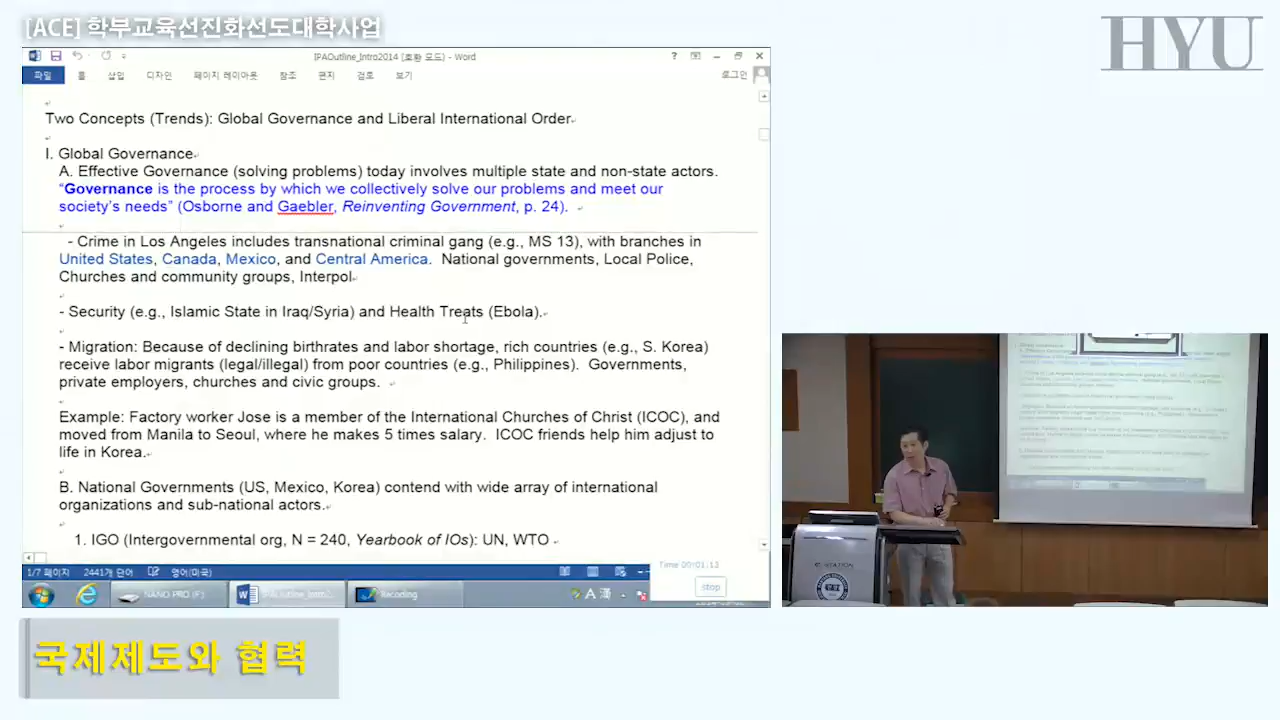 [ACE] 학부교육선진화선도대학사업
HYU
IPAOutline_Intro2014 (호환 모드) - Word
로그인
파일 홈 삽입 디자인 페이지 레이아웃 참조 편지 검토 보기
Two Concepts (Trends): Global Governance and Liberal International Order
I. Global Governance
A. Effective Governance (solving problems) today involves multiple state and non-state actors.
“Governance is the process by which we collectively solve our problems and meet our
society’s needs” (Osborne and Gaebler, Reinventing Government, p. 24).
- Crime in Los Angeles includes transnational criminal gang (e.g., MS 13), with branches in
United States, Canada, Mexico, and Central America. National governments, Local Police,
Churches and community groups, Interpol
- Security (e.g., Islamic State in Iraq/Syria) and Health Treats (Ebola).
- Migration: Because of declining birthrates and labor shortage, rich countries (e.g., S. Korea)
receive labor migrants (legal/illegal) from poor countries (e.g., Philippines). Governments,
private employers, churches and civic groups.
Example: Factory worker Jose is a member of the International Churches of Christ (ICOC), and
moved from Manila to Seoul, where he makes 5 times salary. ICOC friends help him adjust to
life in Korea.
B. National Governments (US, Mexico, Korea) contend with wide array of international
organizations and sub-national actors.
1. IGO (Intergovernmental org, N = 240, Yearbook of IOs): UN, WTO
1/7 페이지 2441개 단어 영어(미국)
Time 00:01:13
stop
NANO PRO (F:) IPAOutline_Intro2... Recoding A 漢
국제제도와 협력